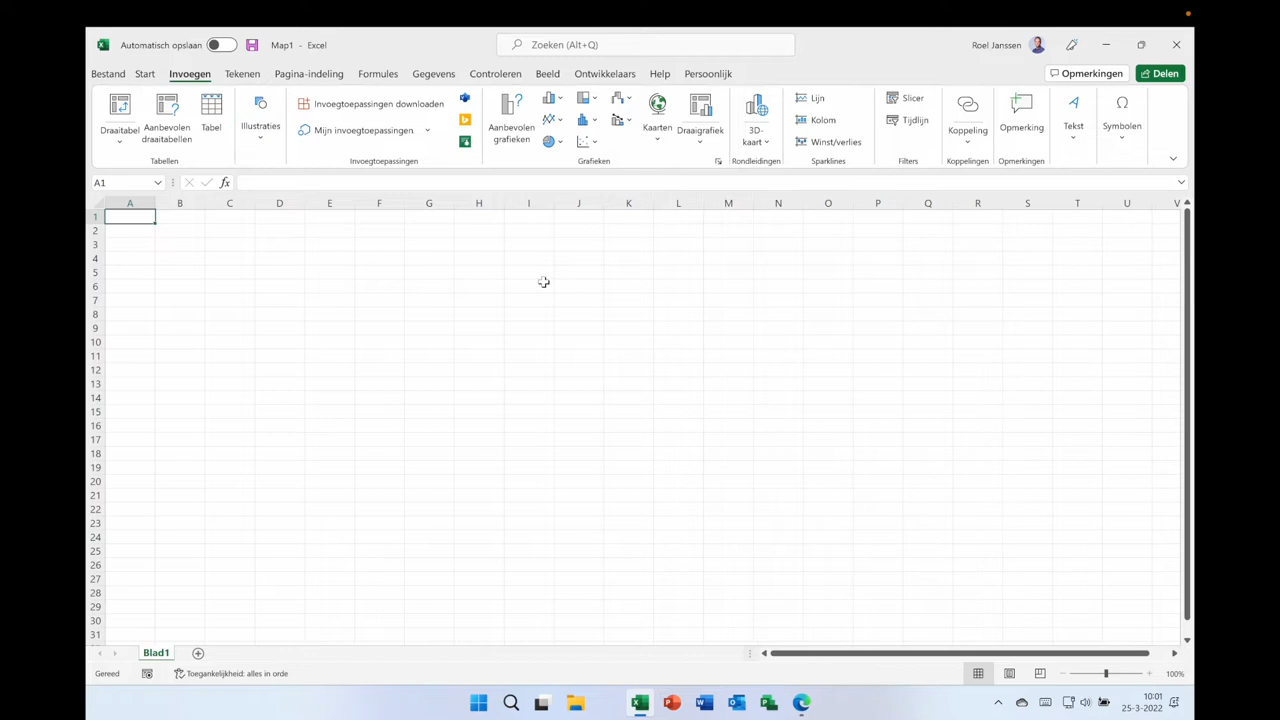 Automatisch opslaan Map1 - Excel Zoeken (Alt+Q) Roel Janssen
Bestand Start Invoegen Tekenen Pagina-indeling Formules Gegevens Controleren Beeld Ontwikkelaars Help Persoonlijk Opmerkingen Delen
Draaitabel
Aanbevolen
draaitabellen
Tabel
Tabellen
Illustraties
Invoegtoepassingen downloaden
Mijn invoegtoepassingen
Invoegtoepassingen
Aanbevolen
grafieken
Kaarten
Draaigrafiek
Grafieken
3D-
kaart
Rondleidingen
Lijn
Kolom
Winst/verlies
Sparklines
Slicer
Tijdlijn
Filters
Koppeling
Koppelingen
Opmerking
Opmerkingen
Tekst
Symbolen
A1 fx
A B C D E F G H I J K L M N O P Q R S T U V
1
2
3
4
5
6
7
8
9
10
11
12
13
14
15
16
17
18
19
20
21
22
23
24
25
26
27
28
29
30
31
Blad1
Gereed Toegankelijkheid: alles in orde 100%
10:01
25-3-2022